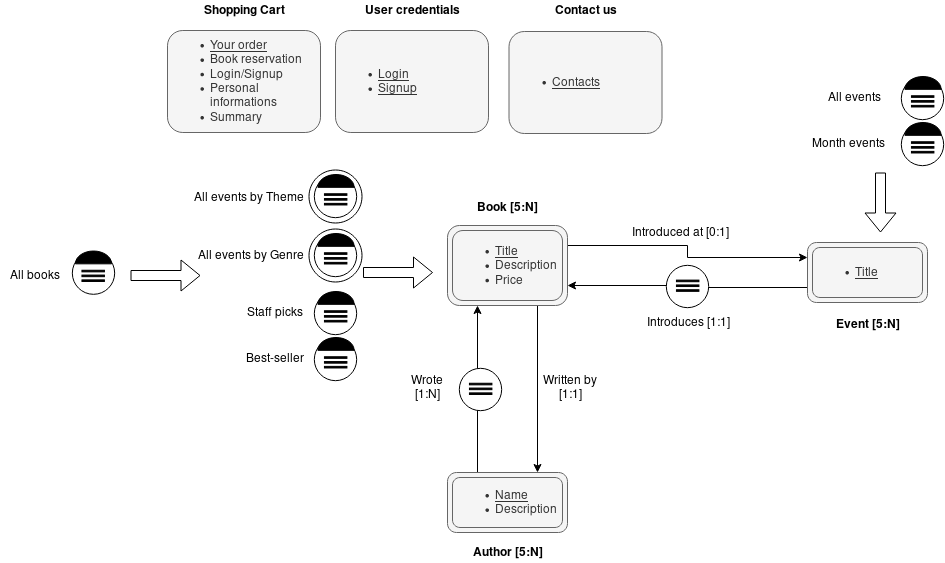 Shopping Cart
User credentials
Contact us
• Your order
• Book reservation
• Login/Signup
• Personal
informations
• Summary
• Login
• Signup
• Contacts
All events
Month events
All events by Theme
All events by Genre
All books
Staff picks
Best-seller
Book [5:N]
• Title
• Description
• Price
Introduced at [0:1]
Introduces [1:1]
• Title
Event [5:N]
Wrote
[1:N]
Written by
[1:1]
• Name
• Description
Author [5:N]